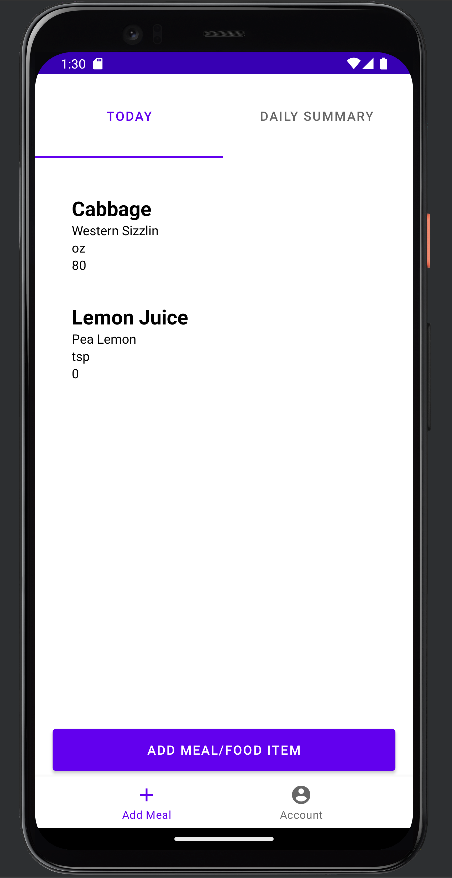 1:30
TODAY
DAILY SUMMARY
Cabbage
Western Sizzlin
oz
80
Lemon Juice
Pea Lemon
tsp
0
ADD MEAL/FOOD ITEM
Add Meal
Account